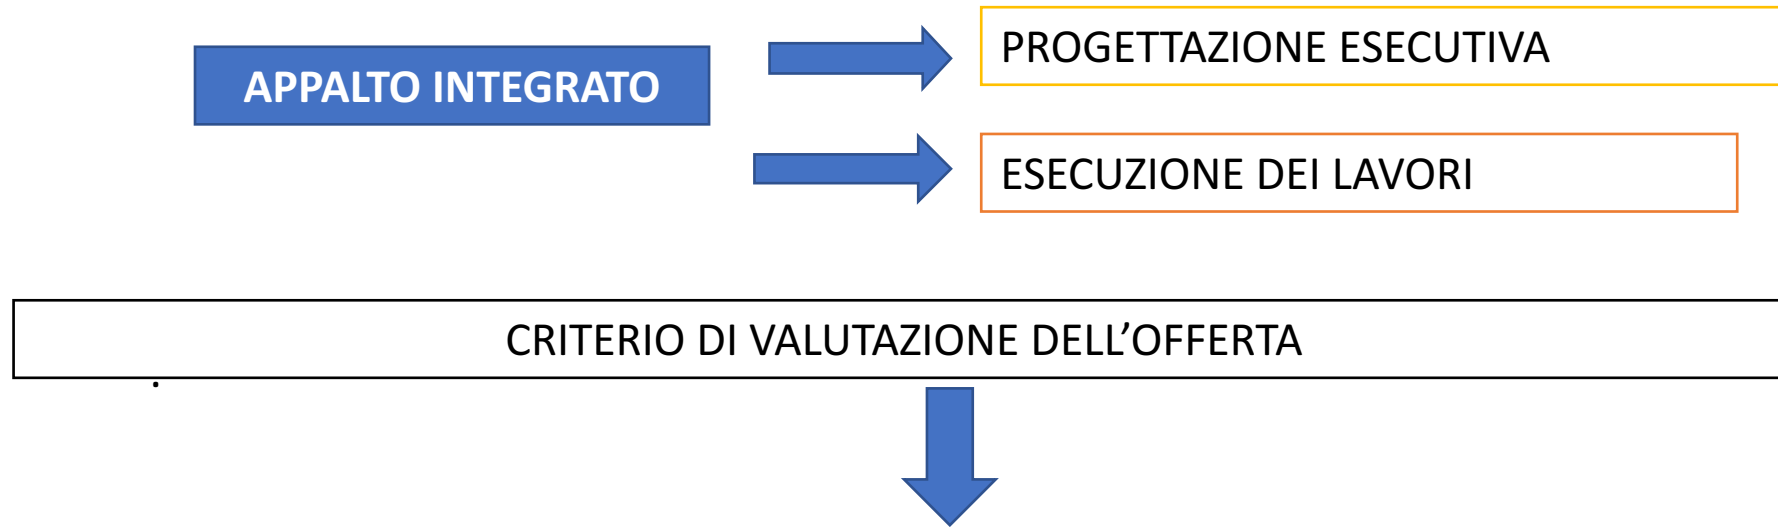 PROGETTAZIONE ESECUTIVA
APPALTO INTEGRATO
ESECUZIONE DEI LAVORI
CRITERIO DI VALUTAZIONE DELL’OFFERTA
.